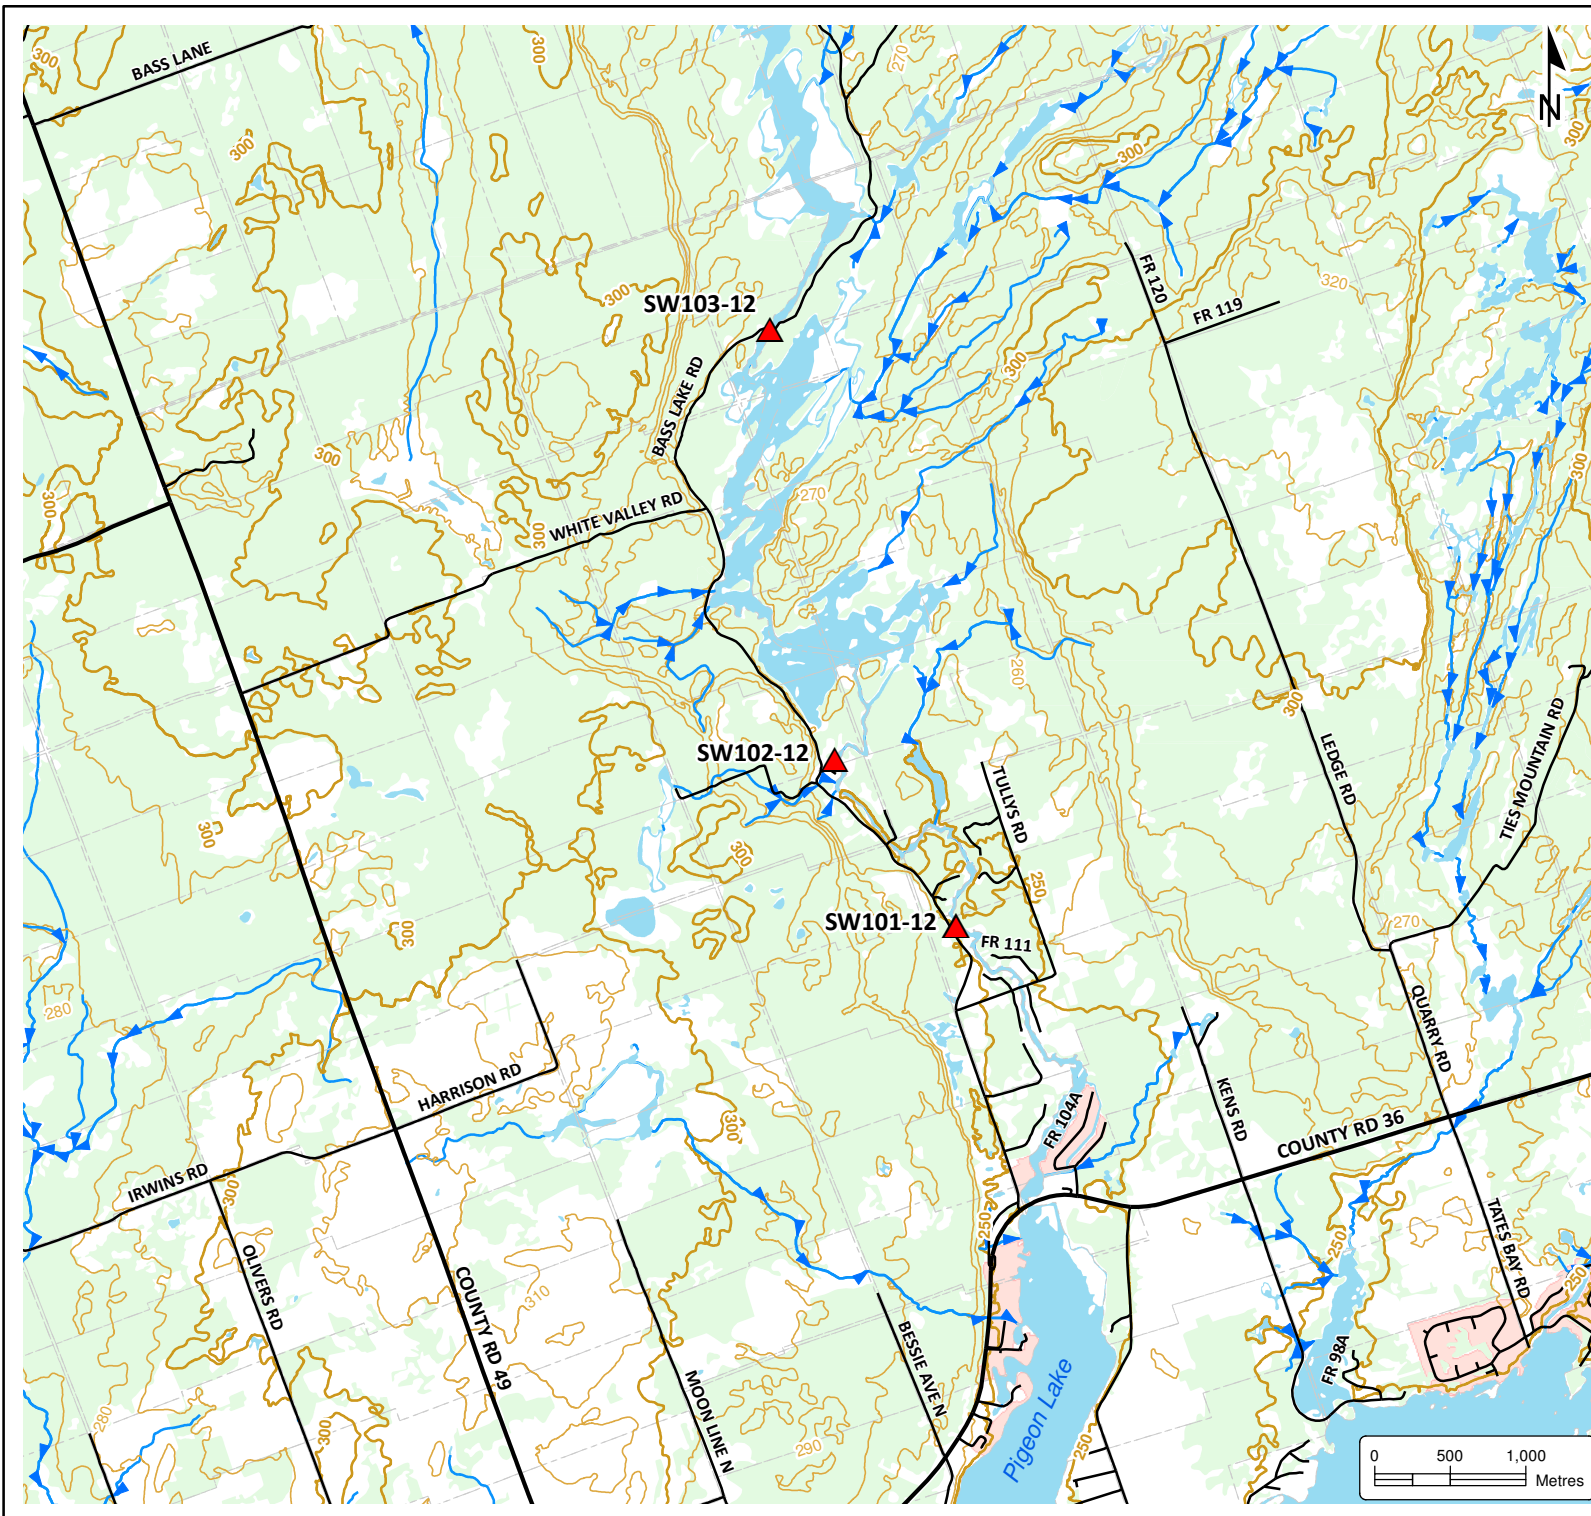 BASS LANE
300
300
270
N
300
300
300
SW103-12
300
FR 120
FR 119
320
BASS LAKE RD
300
300
300
300
WHITE VALLEY RD
300
270
260
300
LEDGE RD
TIES MOUNTAIN RD
SW102-12
TULLYS RD
300
300
250
SW101-12
FR 111
300
270
280
QUARRY RD
HARRISON RD
300
FR 104A
KENS RD
COUNTY RD 36
IRWINS RD
300
250
250
TATES BAY RD
250
OLIVERS RD
COUNTY RD 49
310
BESSIE AVE N
FR 98A
MOON LINE N
Pigeon Lake
280
300
290
250
0 500 1,000
Metres